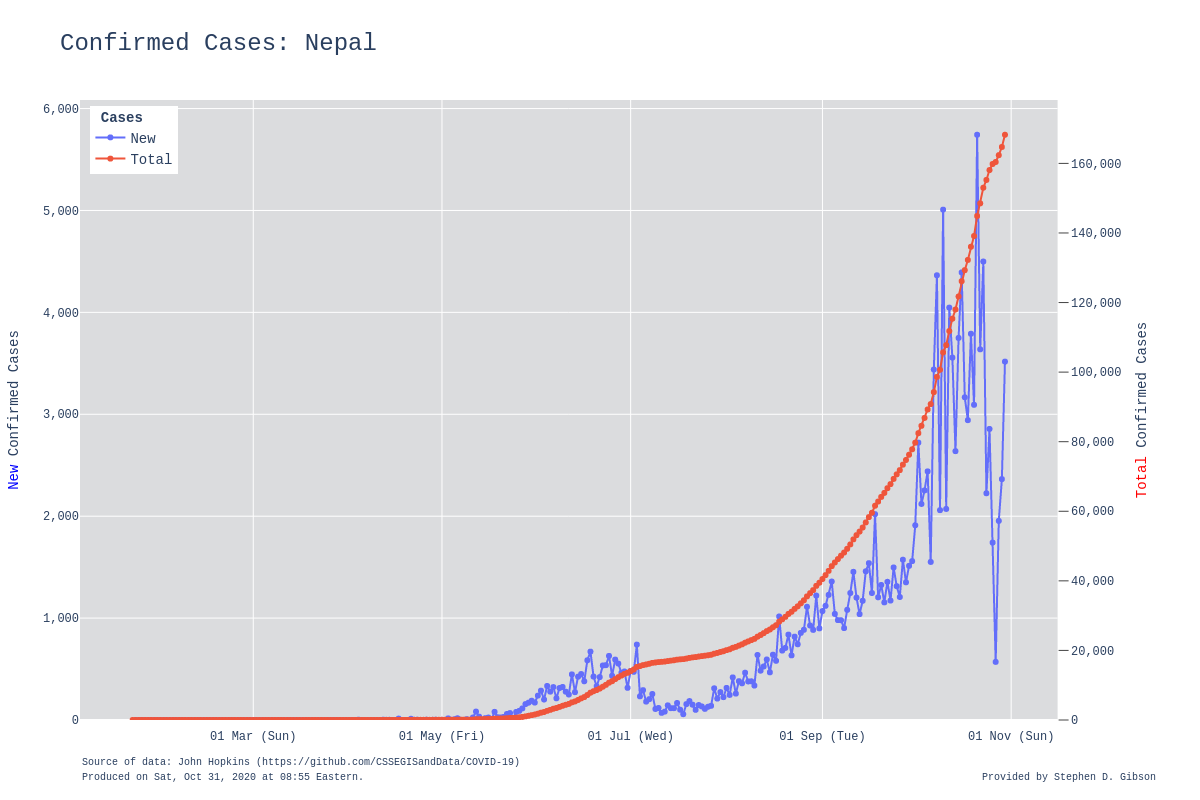 Confirmed Cases: Nepal
Cases
New
Total
6,000
5,000
4,000
3,000
2,000
1,000
0
New Confirmed Cases
160,000
140,000
120,000
100,000
80,000
60,000
40,000
20,000
0
Total Confirmed Cases
01 Mar (Sun) 01 May (Fri) 01 Jul (Wed) 01 Sep (Tue) 01 Nov (Sun)
Source of data: John Hopkins (https://github.com/CSSEGISandData/COVID-19)
Produced on Sat, Oct 31, 2020 at 08:55 Eastern.
Provided by Stephen D. Gibson